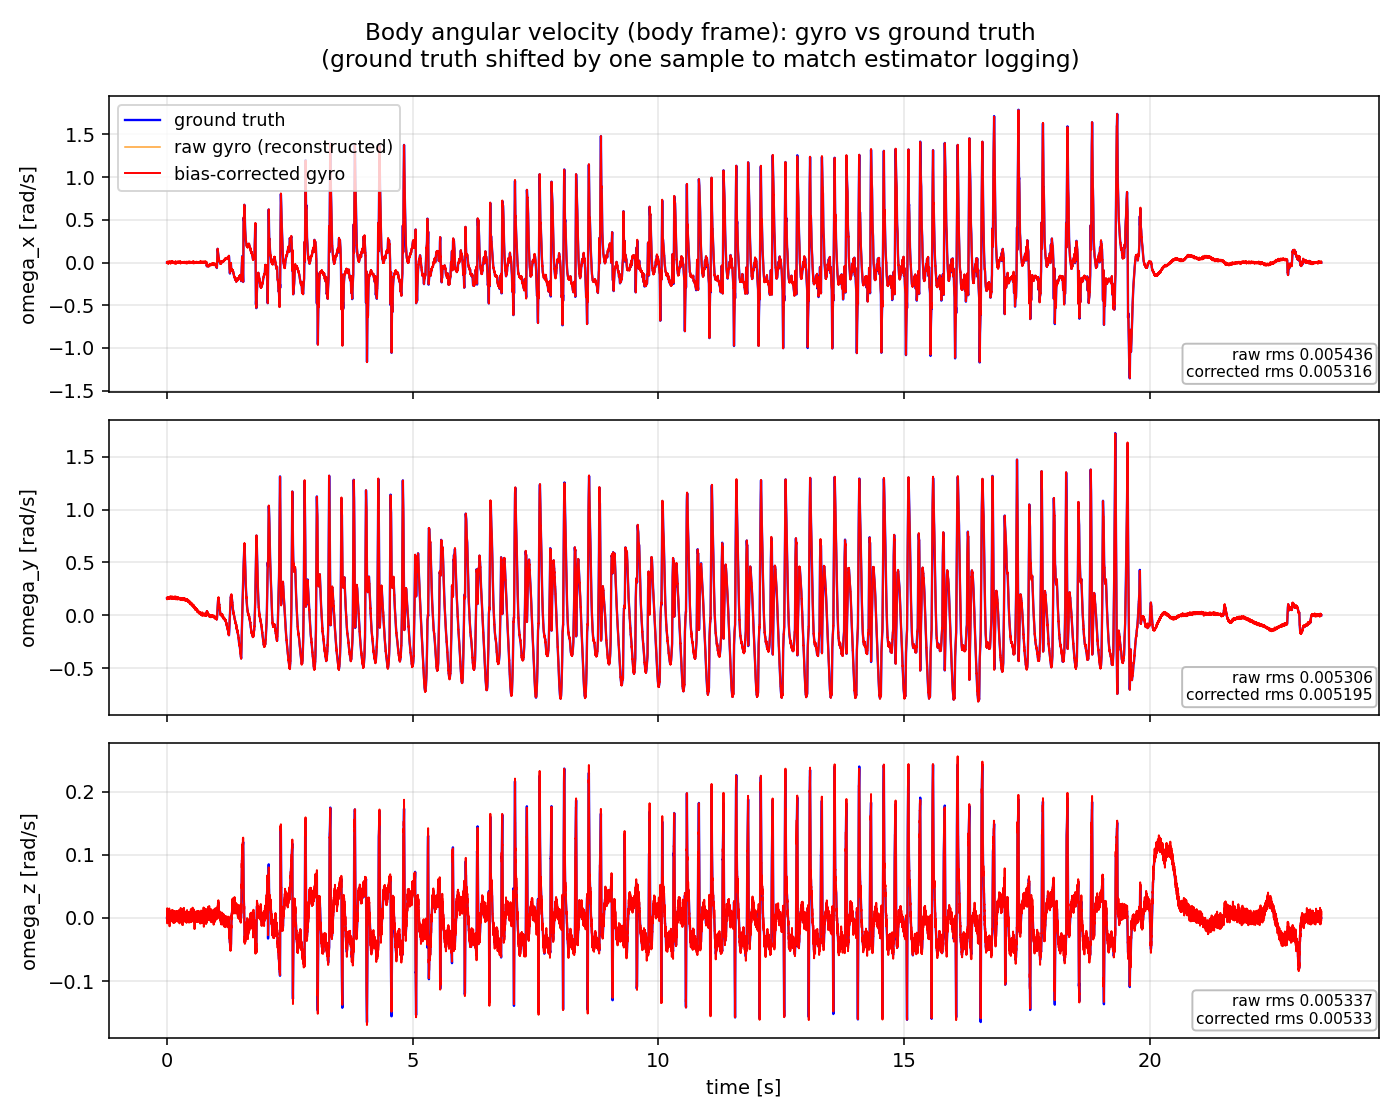 Body angular velocity (body frame): gyro vs ground truth
(ground truth shifted by one sample to match estimator logging)
omega_x [rad/s]
1.5
1.0
0.5
0.0
−0.5
−1.0
−1.5
ground truth
raw gyro (reconstructed)
bias-corrected gyro
raw rms 0.005436
corrected rms 0.005316
omega_y [rad/s]
1.5
1.0
0.5
0.0
−0.5
raw rms 0.005306
corrected rms 0.005195
omega_z [rad/s]
0.2
0.1
0.0
−0.1
raw rms 0.005337
corrected rms 0.00533
0 5 10 15 20
time [s]